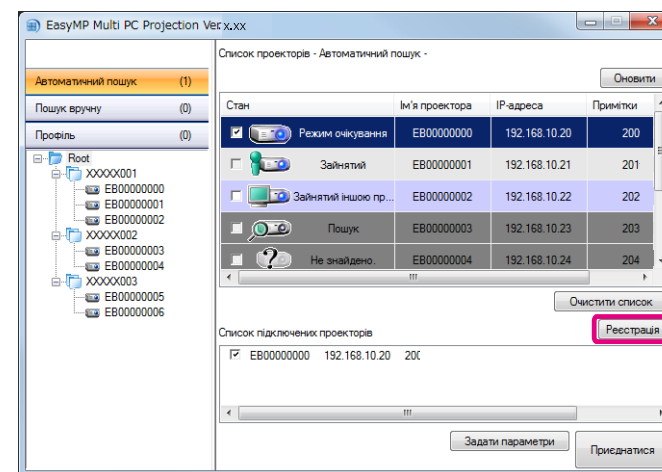 EasyMP Multi PC Projection Ver.x.xx
Список проекторів - Автоматичний пошук -
Автоматичний пошук (1)
Оновити
Пошук вручну (0)
Профіль (0)
Root
XXXXX001
EB00000000
EB00000001
EB00000002
XXXXX002
EB00000003
EB00000004
XXXXX003
EB00000005
EB00000006
Стан Ім'я проектора IP-адреса Примітки
Режим очікування EB00000000 192.168.10.20 200
Зайнятий EB00000001 192.168.10.21 201
Зайнятий іншою пр... EB00000002 192.168.10.22 202
Пошук EB00000003 192.168.10.23 203
Не знайдено. EB00000004 192.168.10.24 204
Очистити список
Список підключених проекторів
Реєстрація
EB00000000 192.168.10.20 200
Задати параметри
Приєднатися